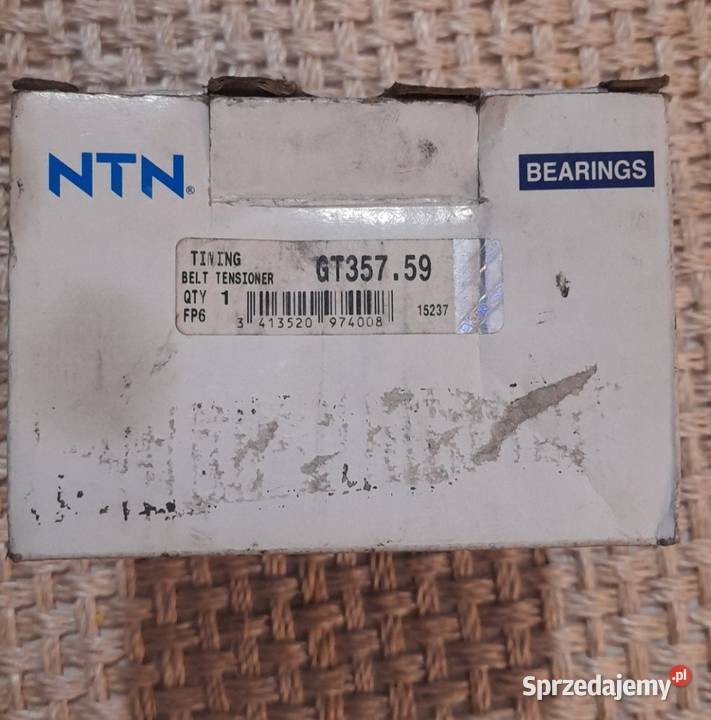 NTN®
BEARINGS
TIMING
BELT TENSIONER
GT357.59
QTY 1
FP6
3 413520 974008
15237
Sprzedajemy.pl